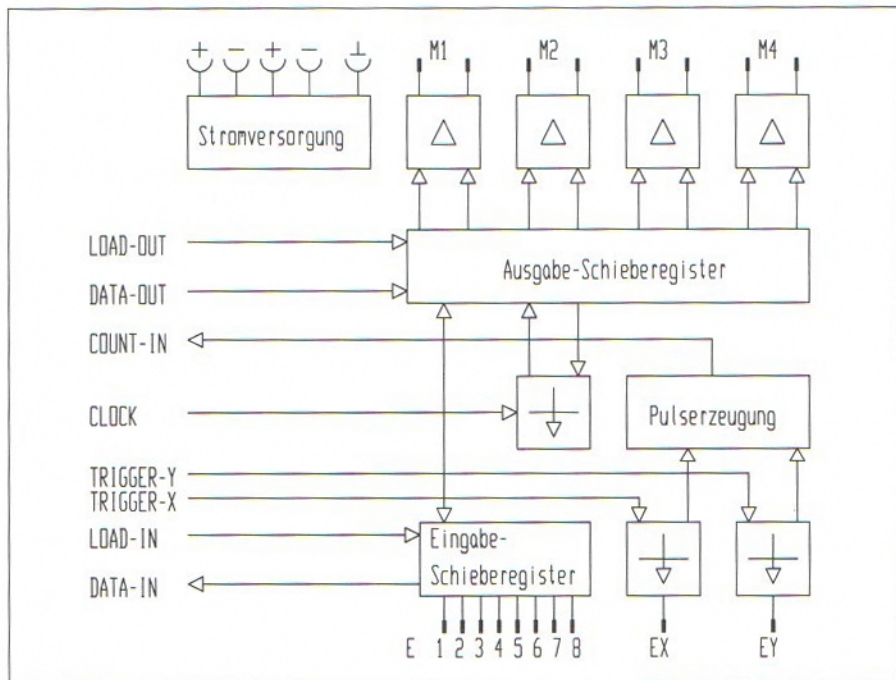 + - + - ⊥
M1 M2 M3 M4
Stromversorgung
LOAD-OUT
Ausgabe-Schieberegister
DATA-OUT
COUNT-IN
CLOCK
Pulserzeugung
TRIGGER-Y
TRIGGER-X
LOAD-IN
Eingabe-
Schieberegister
DATA-IN
E 1 2 3 4 5 6 7 8 EX EY